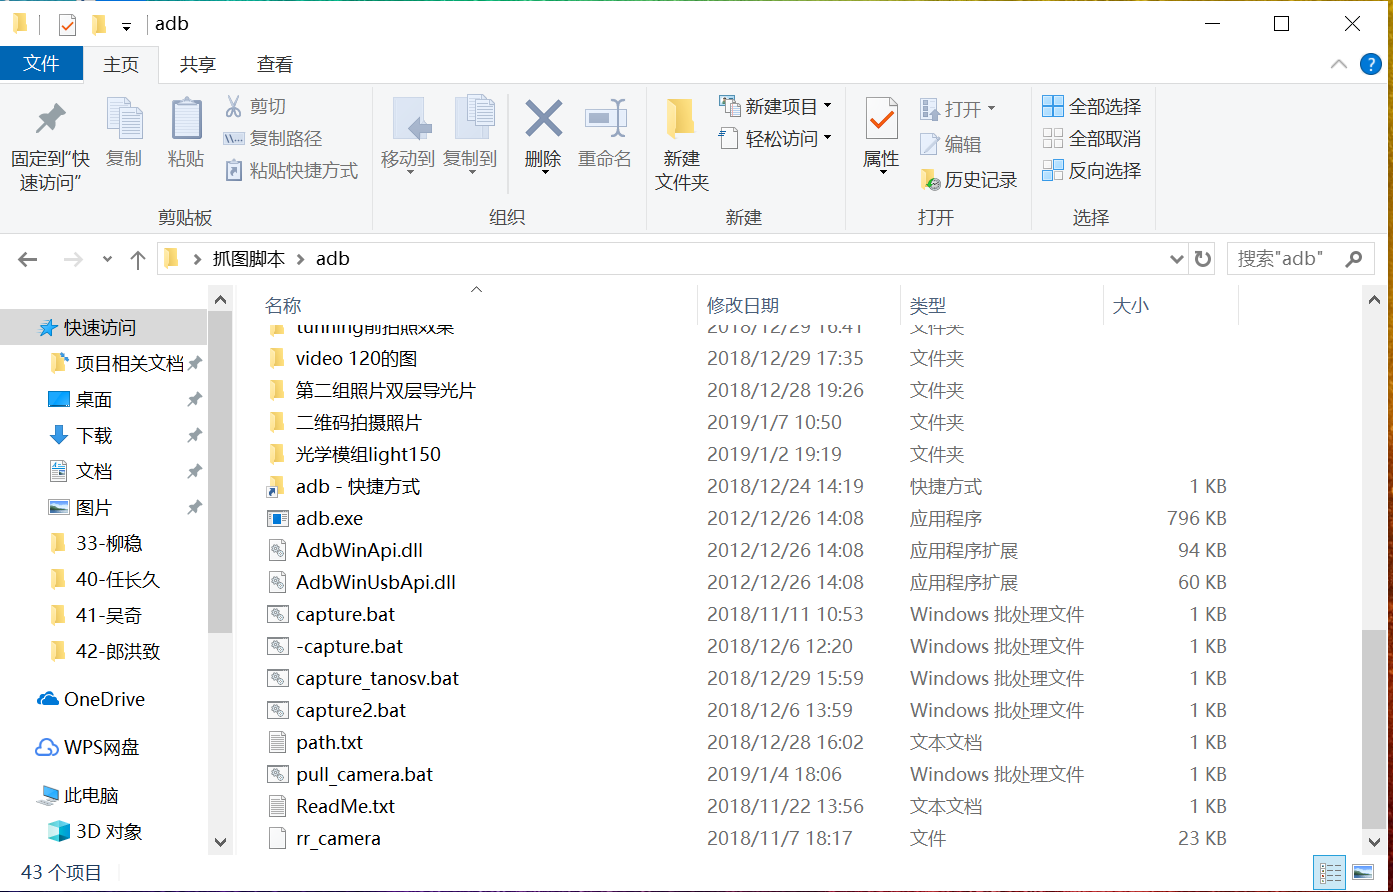 adb
文件 主页 共享 查看
固定到"快速访问"
复制
粘贴
剪切
复制路径
粘贴快捷方式
剪贴板
移动到
复制到
删除
重命名
组织
新建文件夹
新建项目
轻松访问
新建
属性
打开
编辑
历史记录
打开
全部选择
全部取消
反向选择
选择
抓图脚本 adb
搜索"adb"
快速访问
项目相关文档
桌面
下载
文档
图片
33-柳稳
40-任长久
41-吴奇
42-郎洪致
OneDrive
WPS网盘
此电脑
3D 对象
名称 修改日期 类型 大小
tunning前拍照效果 2018/12/29 16:41 文件夹
video 120的图 2018/12/29 17:35 文件夹
第二组照片双层导光片 2018/12/28 19:26 文件夹
二维码拍摄照片 2019/1/7 10:50 文件夹
光学模组light150 2019/1/2 19:19 文件夹
adb - 快捷方式 2018/12/24 14:19 快捷方式 1 KB
adb.exe 2012/12/26 14:08 应用程序 796 KB
AdbWinApi.dll 2012/12/26 14:08 应用程序扩展 94 KB
AdbWinUsbApi.dll 2012/12/26 14:08 应用程序扩展 60 KB
capture.bat 2018/11/11 10:53 Windows 批处理文件 1 KB
-capture.bat 2018/12/6 12:20 Windows 批处理文件 1 KB
capture_tanosv.bat 2018/12/29 15:59 Windows 批处理文件 1 KB
capture2.bat 2018/12/6 13:59 Windows 批处理文件 1 KB
path.txt 2018/12/28 16:02 文本文档 1 KB
pull_camera.bat 2019/1/4 18:06 Windows 批处理文件 1 KB
ReadMe.txt 2018/11/22 13:56 文本文档 1 KB
rr_camera 2018/11/7 18:17 文件 23 KB
43 个项目